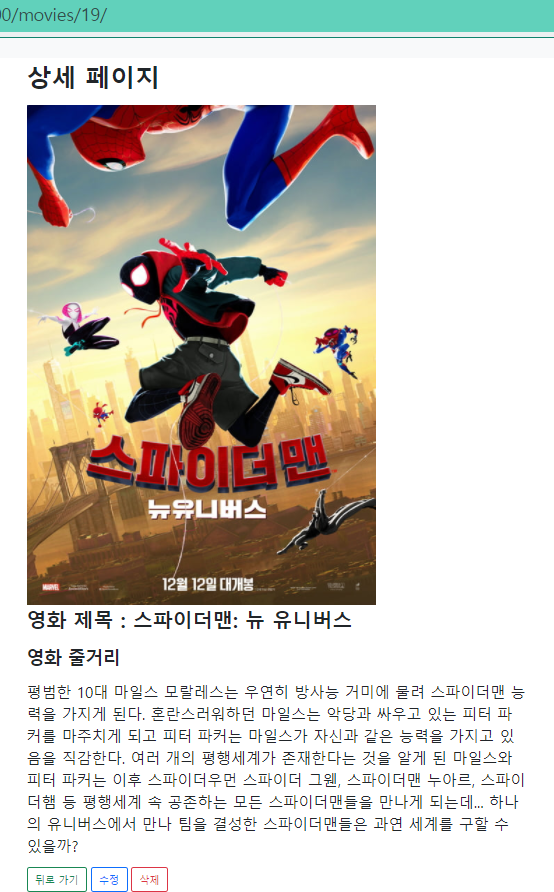 00/movies/19/
상세 페이지
스파이더맨
뉴유니버스
MARVEL
12월 12일 대개봉
영화 제목 : 스파이더맨: 뉴 유니버스
영화 줄거리
평범한 10대 마일스 모랄레스는 우연히 방사능 거미에 물려 스파이더맨 능
력을 가지게 된다. 혼란스러워하던 마일스는 악당과 싸우고 있는 피터 파
커를 마주치게 되고 피터 파커는 마일스가 자신과 같은 능력을 가지고 있
음을 직감한다. 여러 개의 평행세계가 존재한다는 것을 알게 된 마일스와
피터 파커는 이후 스파이더우먼 스파이더 그웬, 스파이더맨 누아르, 스파이
더햄 등 평행세계 속 공존하는 모든 스파이더맨들을 만나게 되는데... 하나
의 유니버스에서 만나 팀을 결성한 스파이더맨들은 과연 세계를 구할 수
있을까?
뒤로 가기 수정 삭제